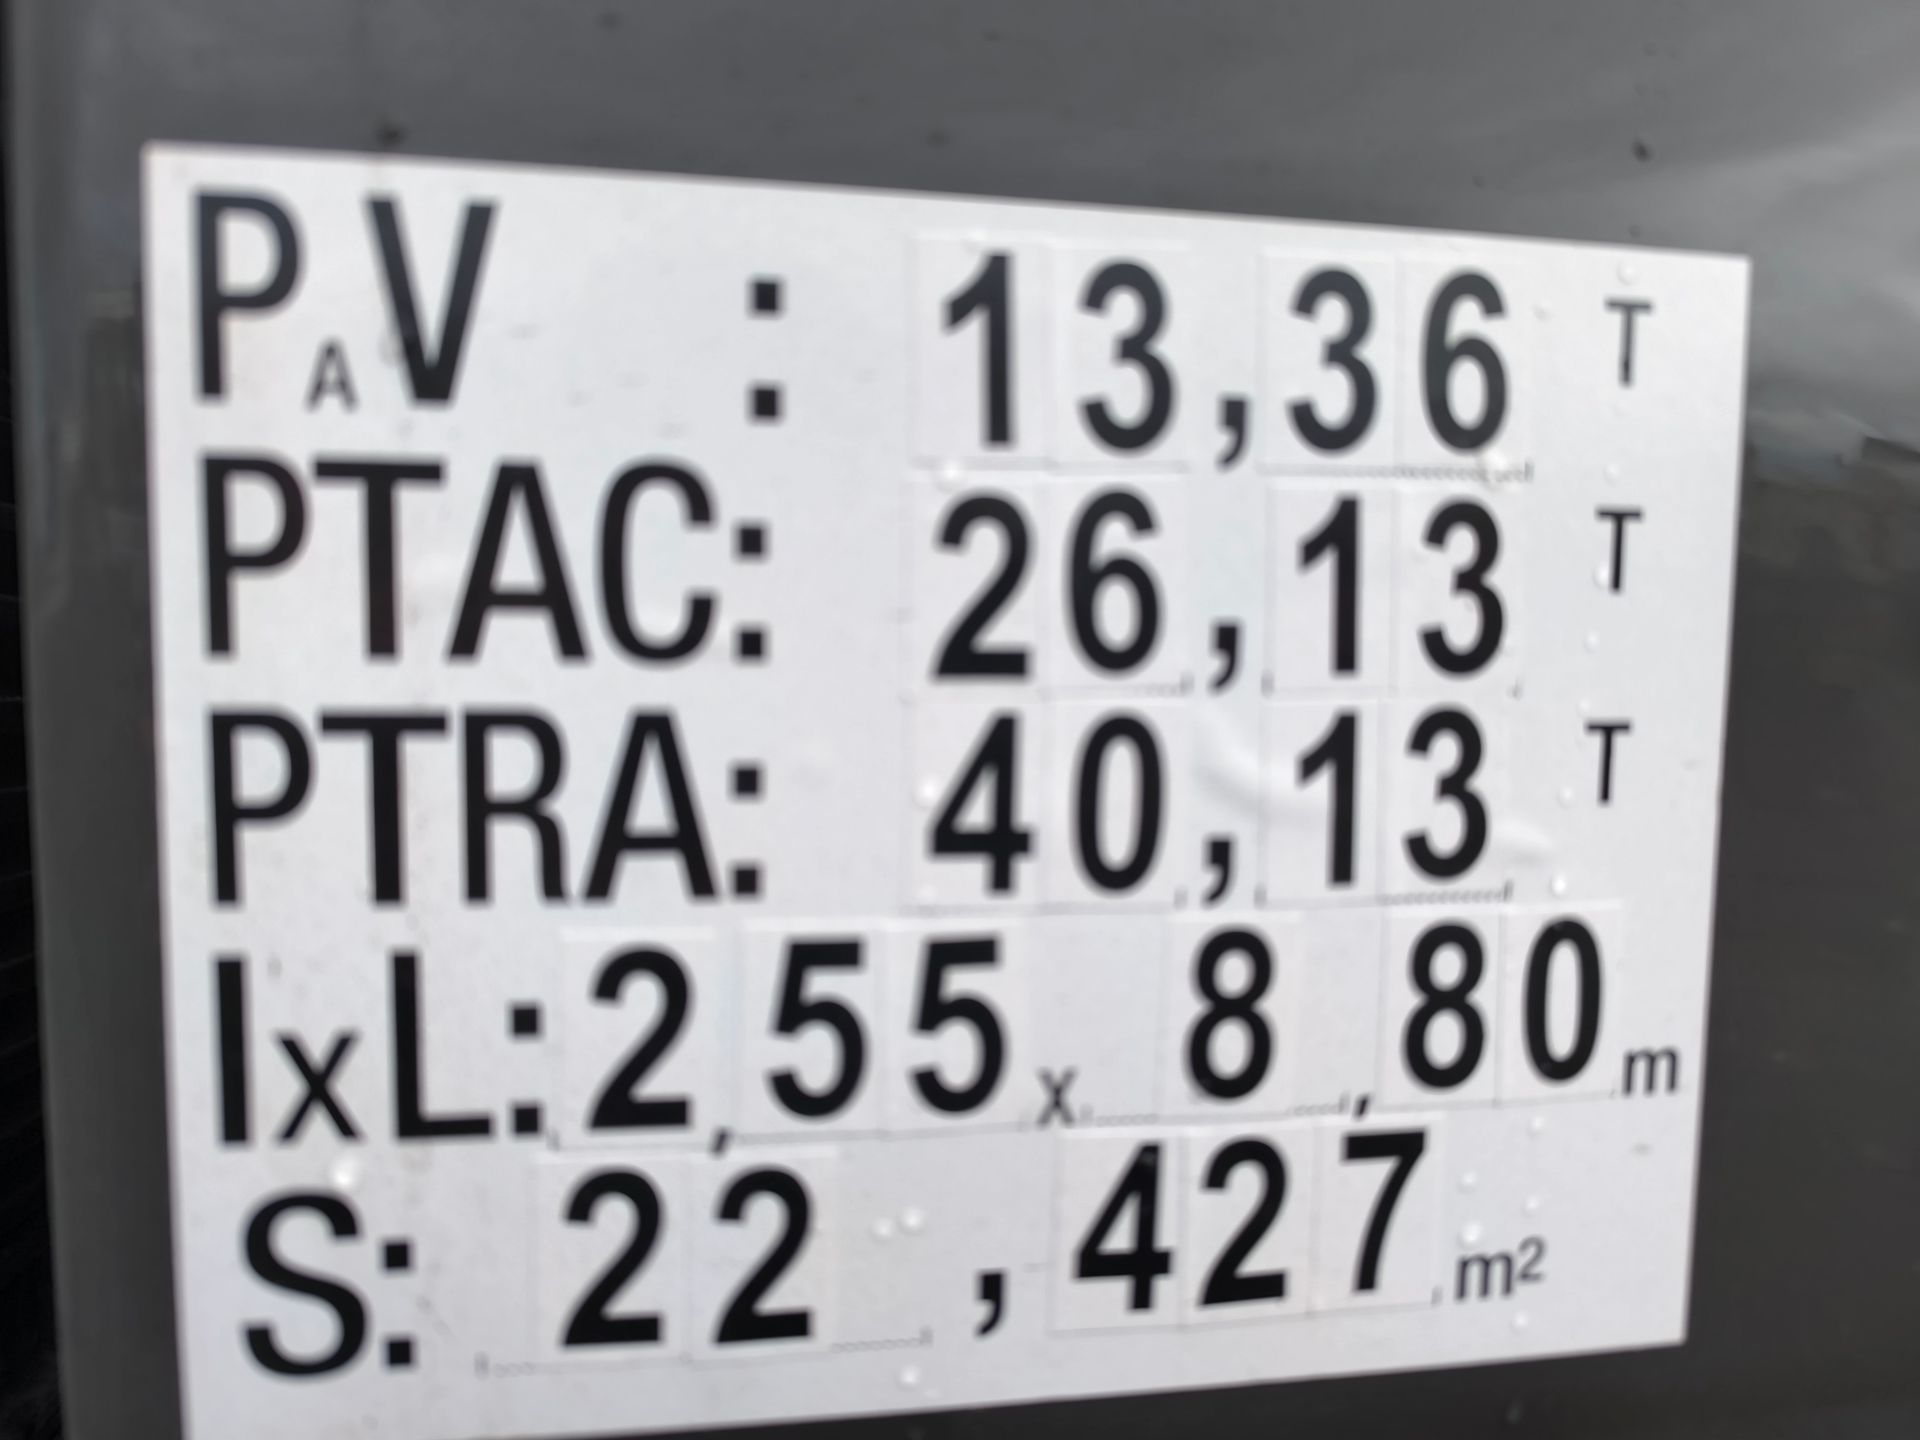 PAV : 13,36 T
PTAC: 26,13 T
PTRA: 40,13 T
IxL: 2,55 x 8,80 m
S: 22,427 m²